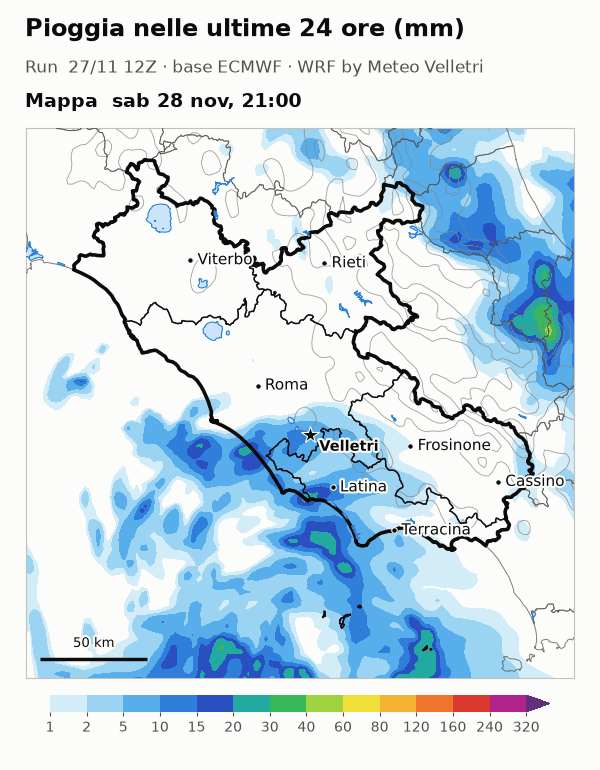 Pioggia nelle ultime 24 ore (mm)
Run  27/11 12Z · base ECMWF · WRF by Meteo Velletri
Mappa  sab 28 nov, 21:00
Viterbo
Rieti
Roma
Velletri
Frosinone
Latina
Cassino
Terracina
50 km
1 2 5 10 15 20 30 40 60 80 120 160 240 320